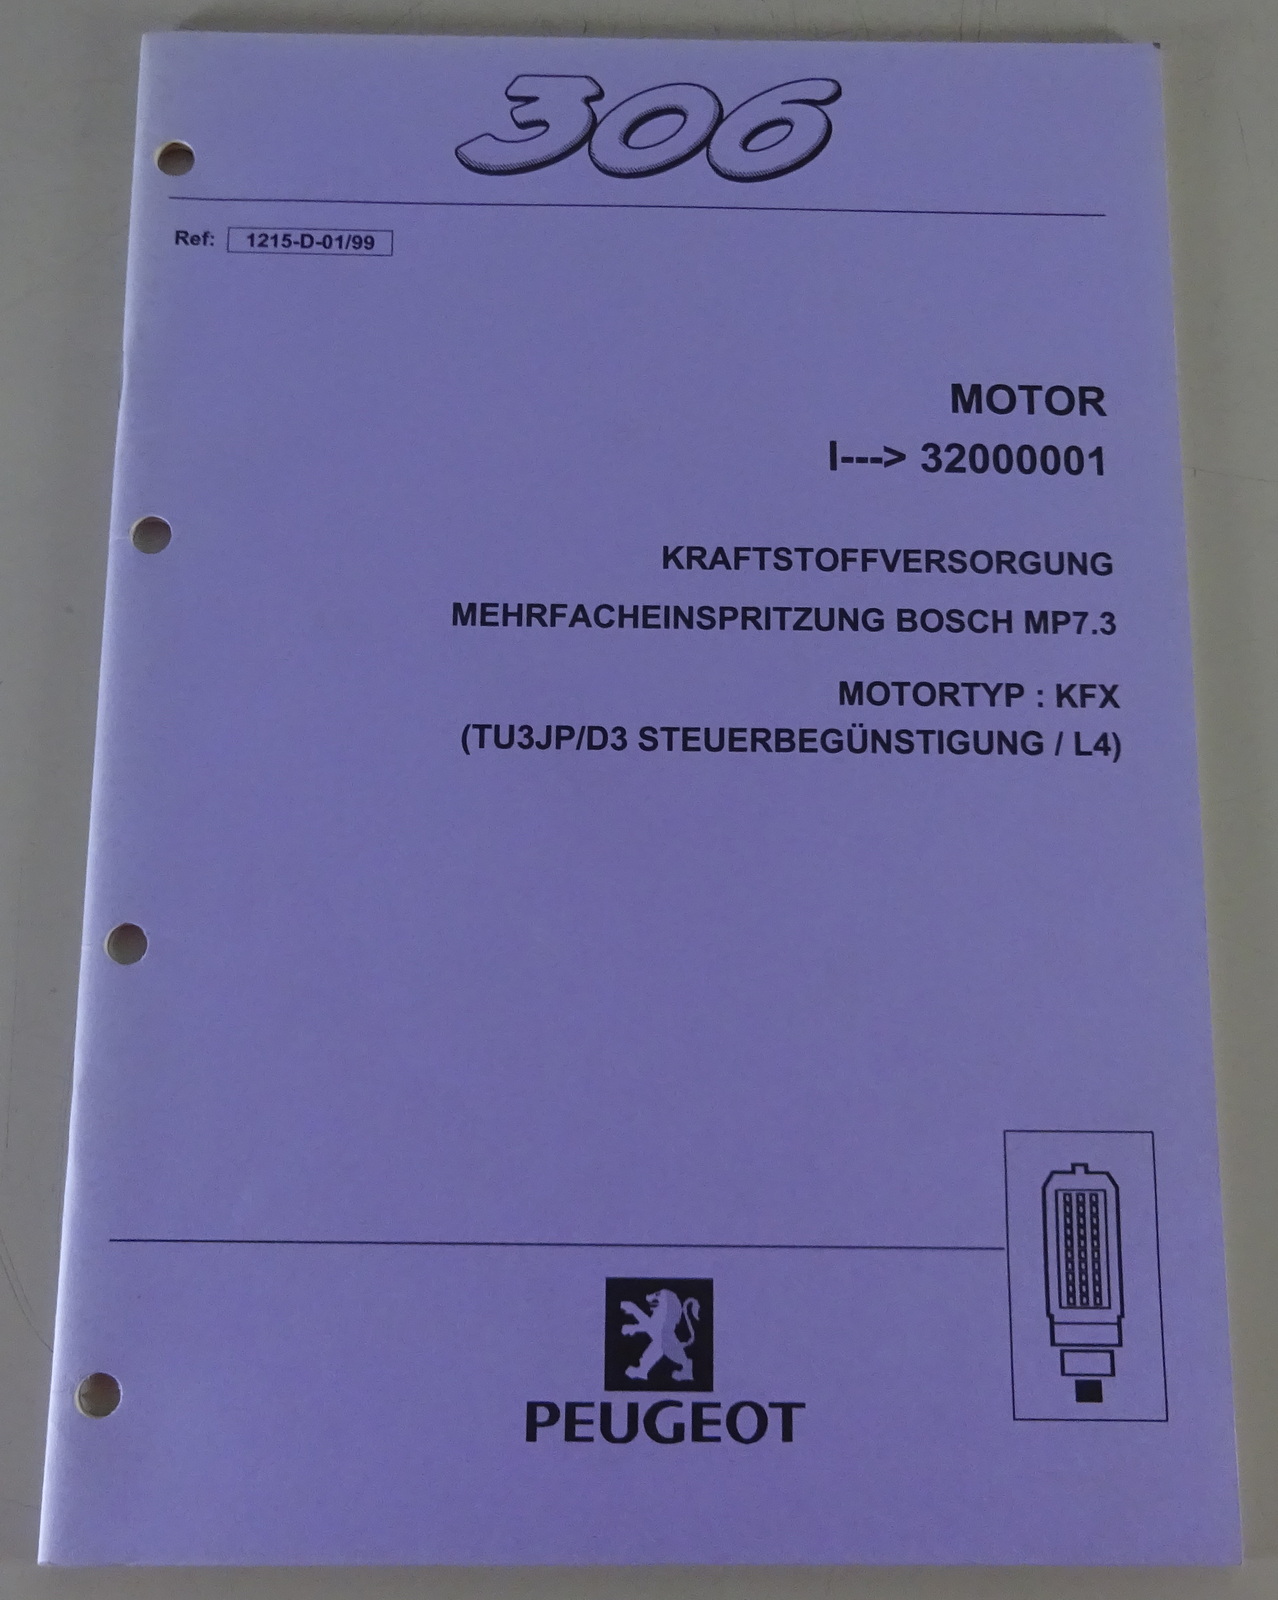 306
Ref: 1215-D-01/99
MOTOR
I---> 32000001
KRAFTSTOFFVERSORGUNG
MEHRFACHEINSPRITZUNG BOSCH MP7.3
MOTORTYP : KFX
(TU3JP/D3 STEUERBEGÜNSTIGUNG / L4)
PEUGEOT